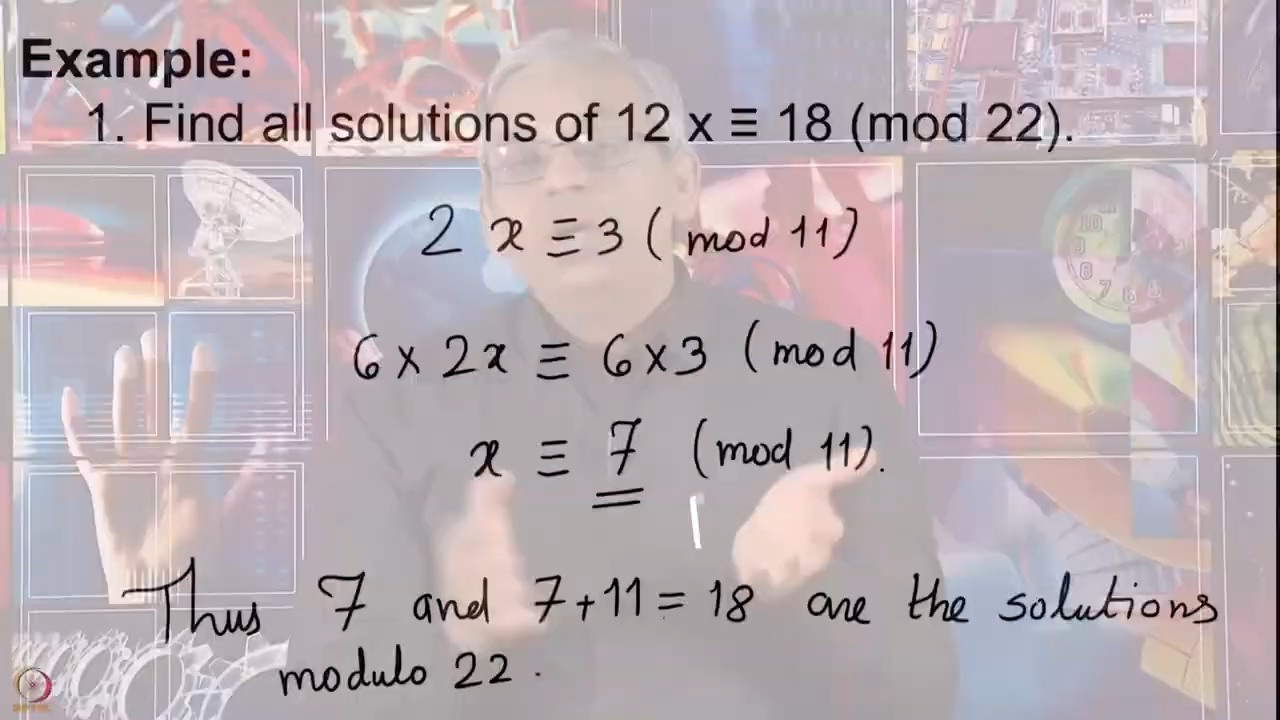 Example:
1. Find all solutions of 12 x ≡ 18 (mod 22).
2 x ≡ 3 ( mod 11)
6 × 2x ≡ 6 × 3 (mod 11)
x ≡ 7 (mod 11).
Thus 7 and 7+11 = 18 are the solutions
modulo 22.